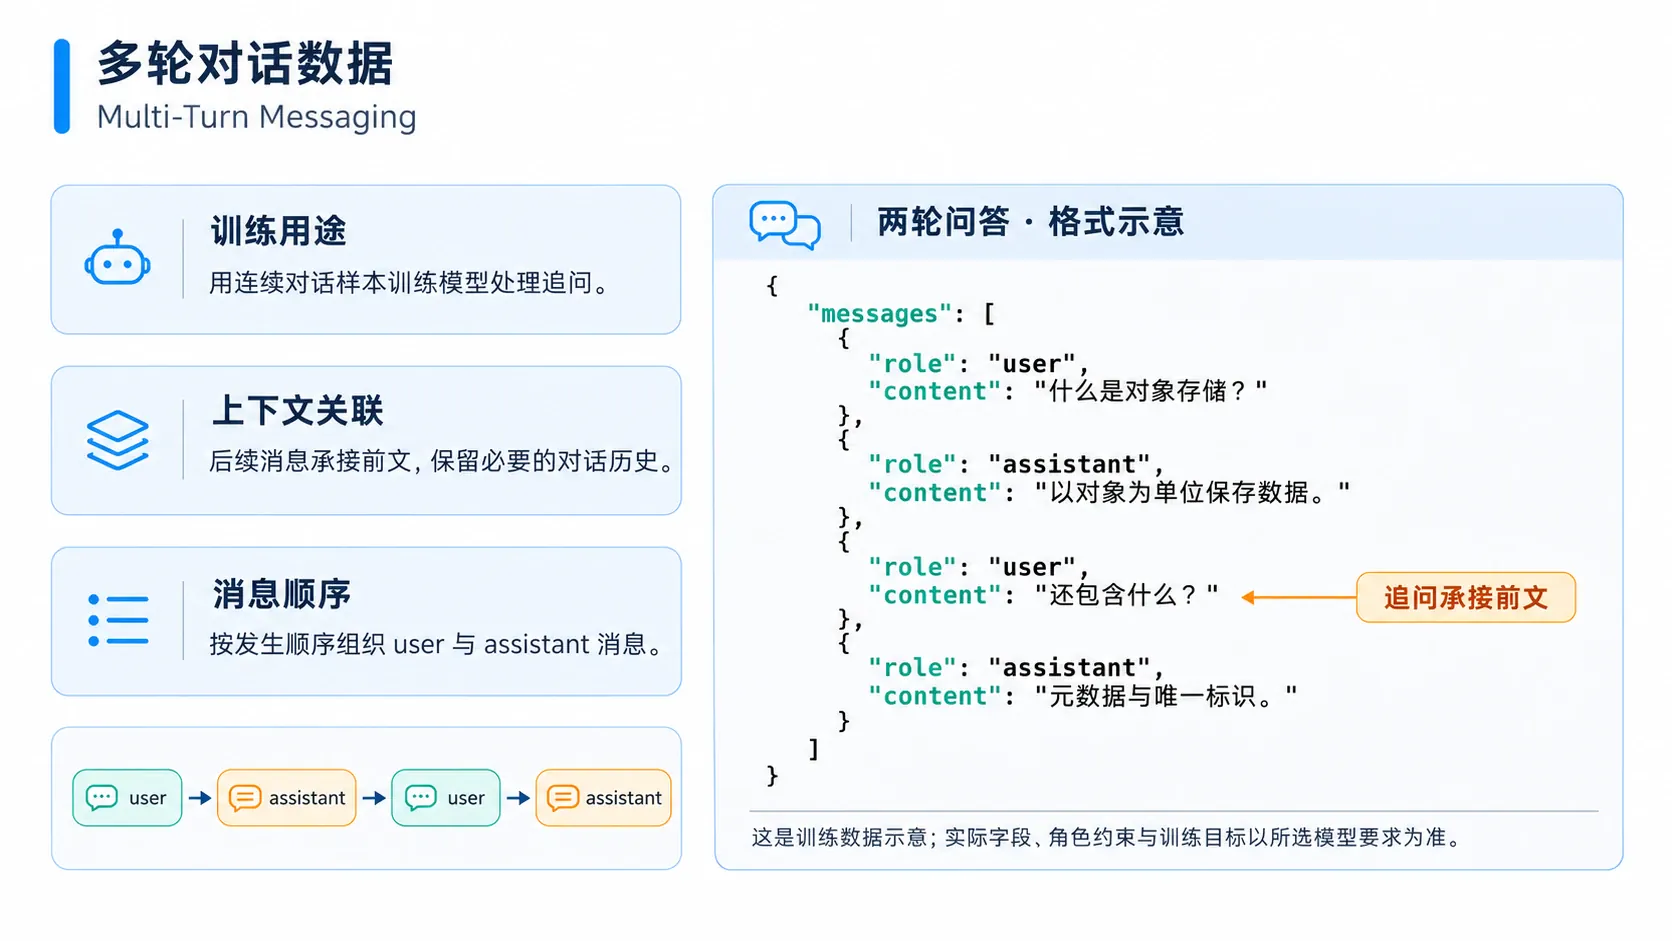 多轮对话数据
Multi-Turn Messaging
训练用途
用连续对话样本训练模型处理追问。
上下文关联
后续消息承接前文，保留必要的对话历史。
消息顺序
按发生顺序组织 user 与 assistant 消息。
user
assistant
user
assistant
两轮问答 · 格式示意
{
"messages": [
{
"role": "user",
"content": "什么是对象存储？"
},
{
"role": "assistant",
"content": "以对象为单位保存数据。"
},
{
"role": "user",
"content": "还包含什么？"
},
{
"role": "assistant",
"content": "元数据与唯一标识。"
}
]
}
追问承接前文
这是训练数据示意；实际字段、角色约束与训练目标以所选模型要求为准。